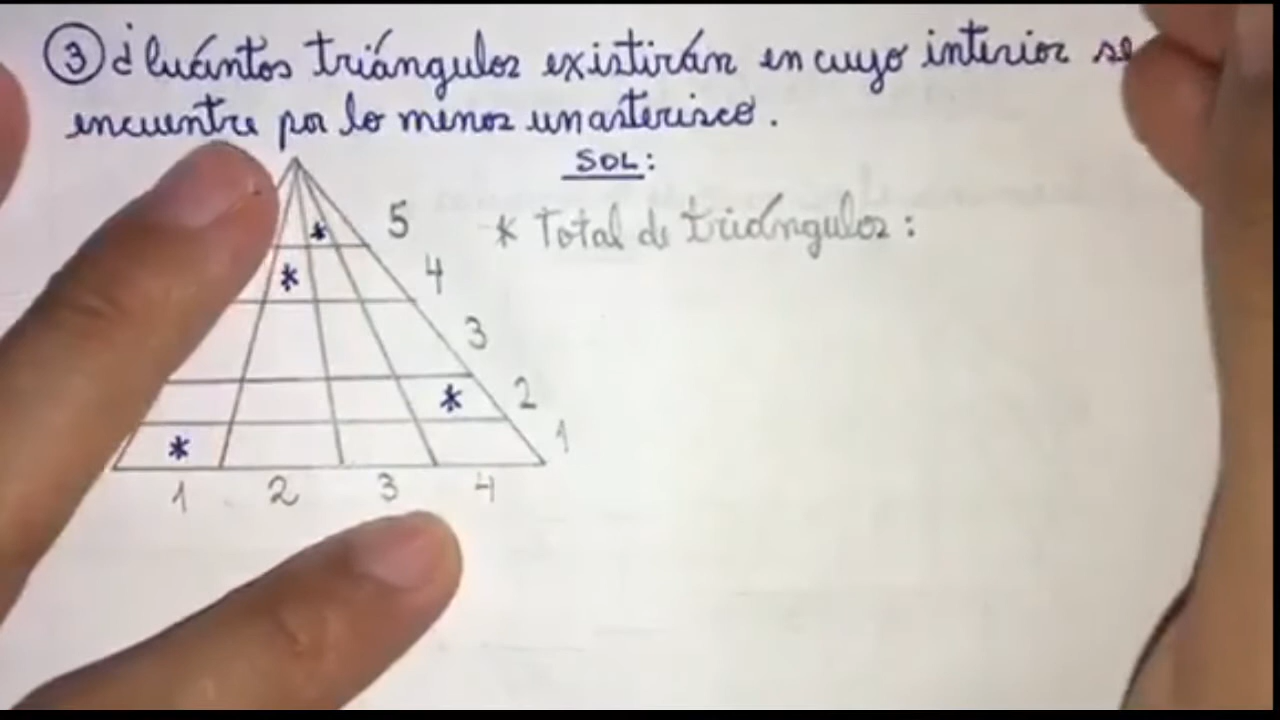 3 ¿Cuántos triángulos existirán en cuyo interior se
encuentre por lo menos un asterisco.
SOL:
* Total de triángulos:
*
5
*
4
3
*
2
*
1
1 2 3 4